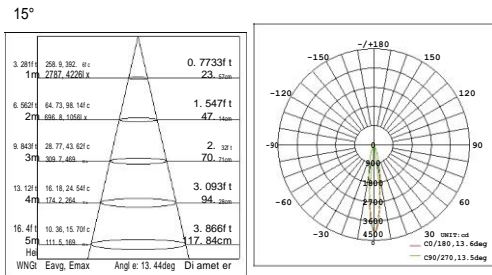 15°
3.281ft 258.9,392. 6fc 0.7733ft
1m 2787,4226lx 23. 57cm
6.562ft 64.73,98.14fc 1.547ft
2m 696.8,1056lx 47. 14cm
9.843ft 28.77,43.62fc 2. 32ft
3m 309.7,469. 70. 71cm
13.12ft 16.18,24.54fc 3.093ft
4m 174.2,264. 94. 28cm
16.4ft 10.36,15.70fc 3.866ft
5m 111.5,169. 117.84cm
Hei
WNGt Eavg, Emax Angle: 13.44deg Diameter
-/+180
-150 150
-120 120
-90 0 90
900
1800
-60 2700 60
3600
-30 4500 30
0
UNIT:cd
C0/180,13.6deg
C90/270,13.5deg